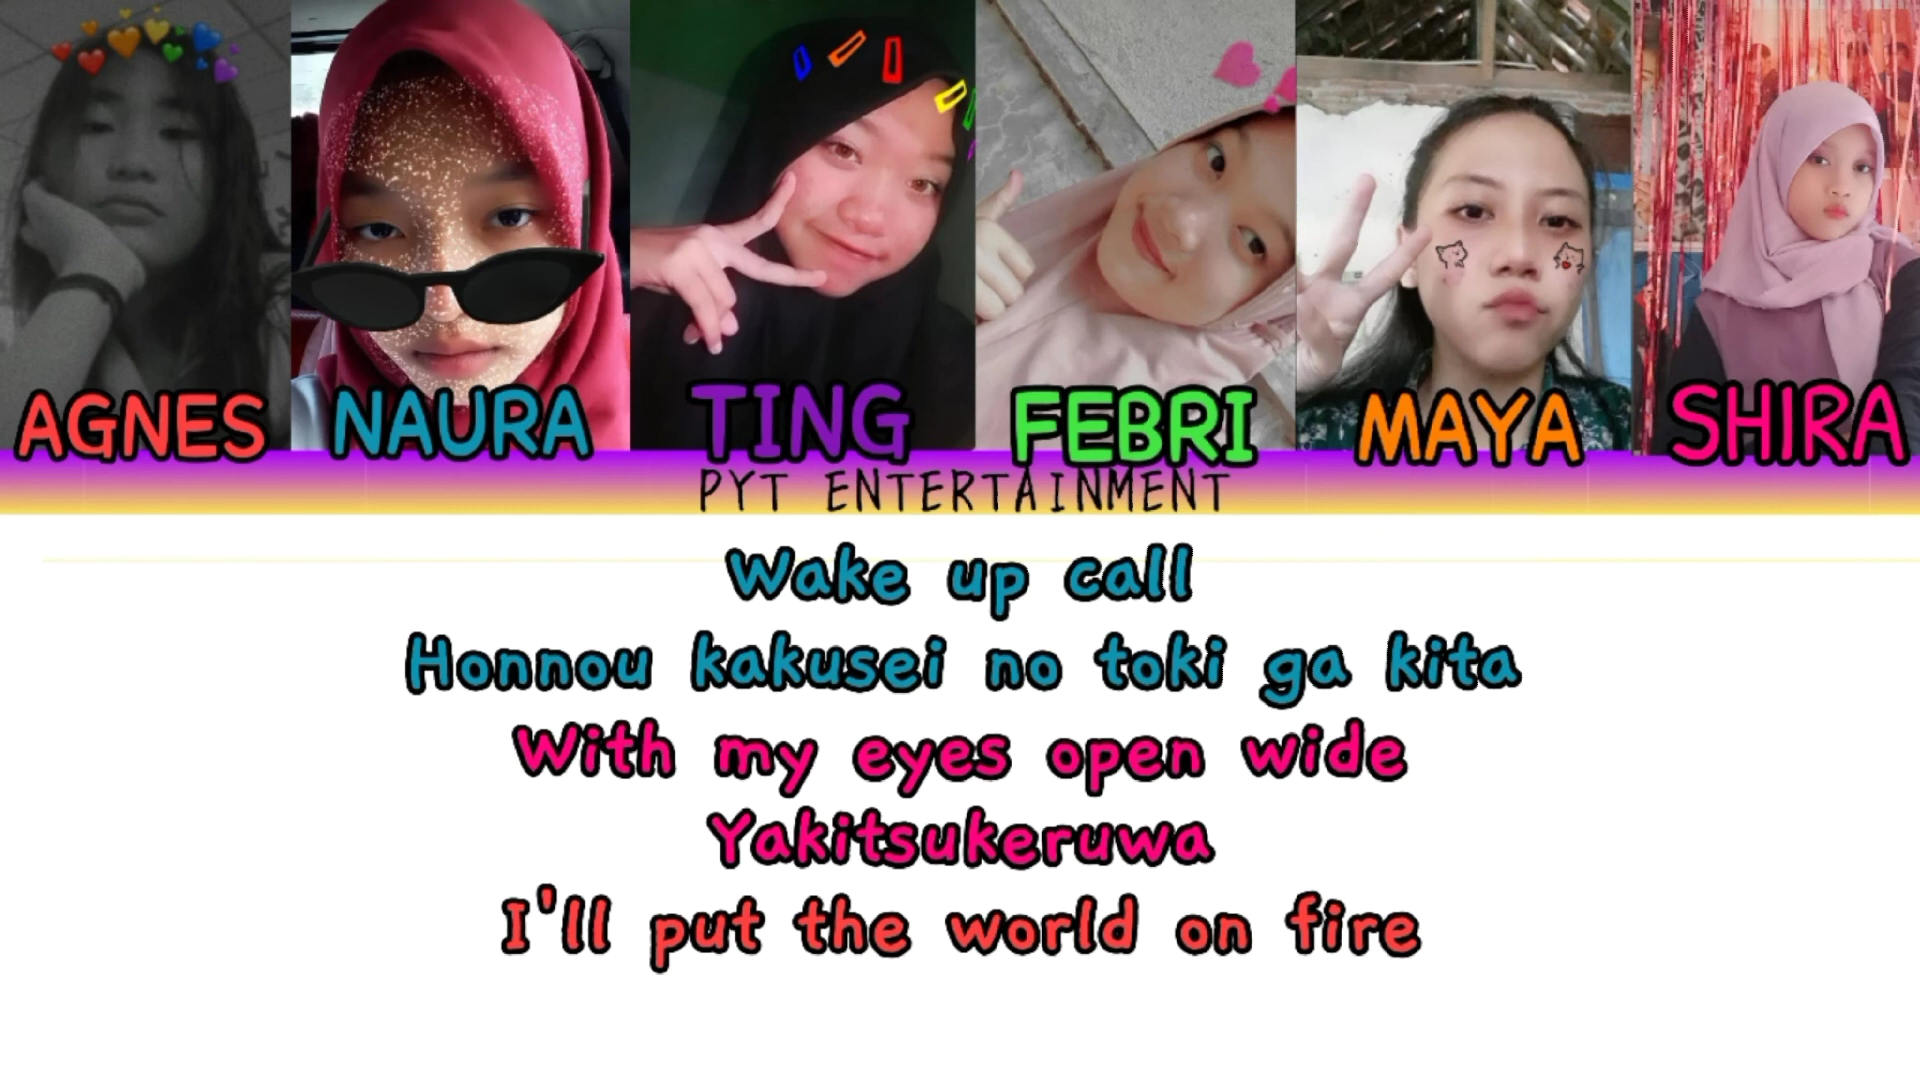 AGNES NAURA TING FEBRI MAYA SHIRA
PYT ENTERTAINMENT
Wake up call
Honnou kakusei no toki ga kita
With my eyes open wide
Yakitsukeruwa
I'll put the world on fire